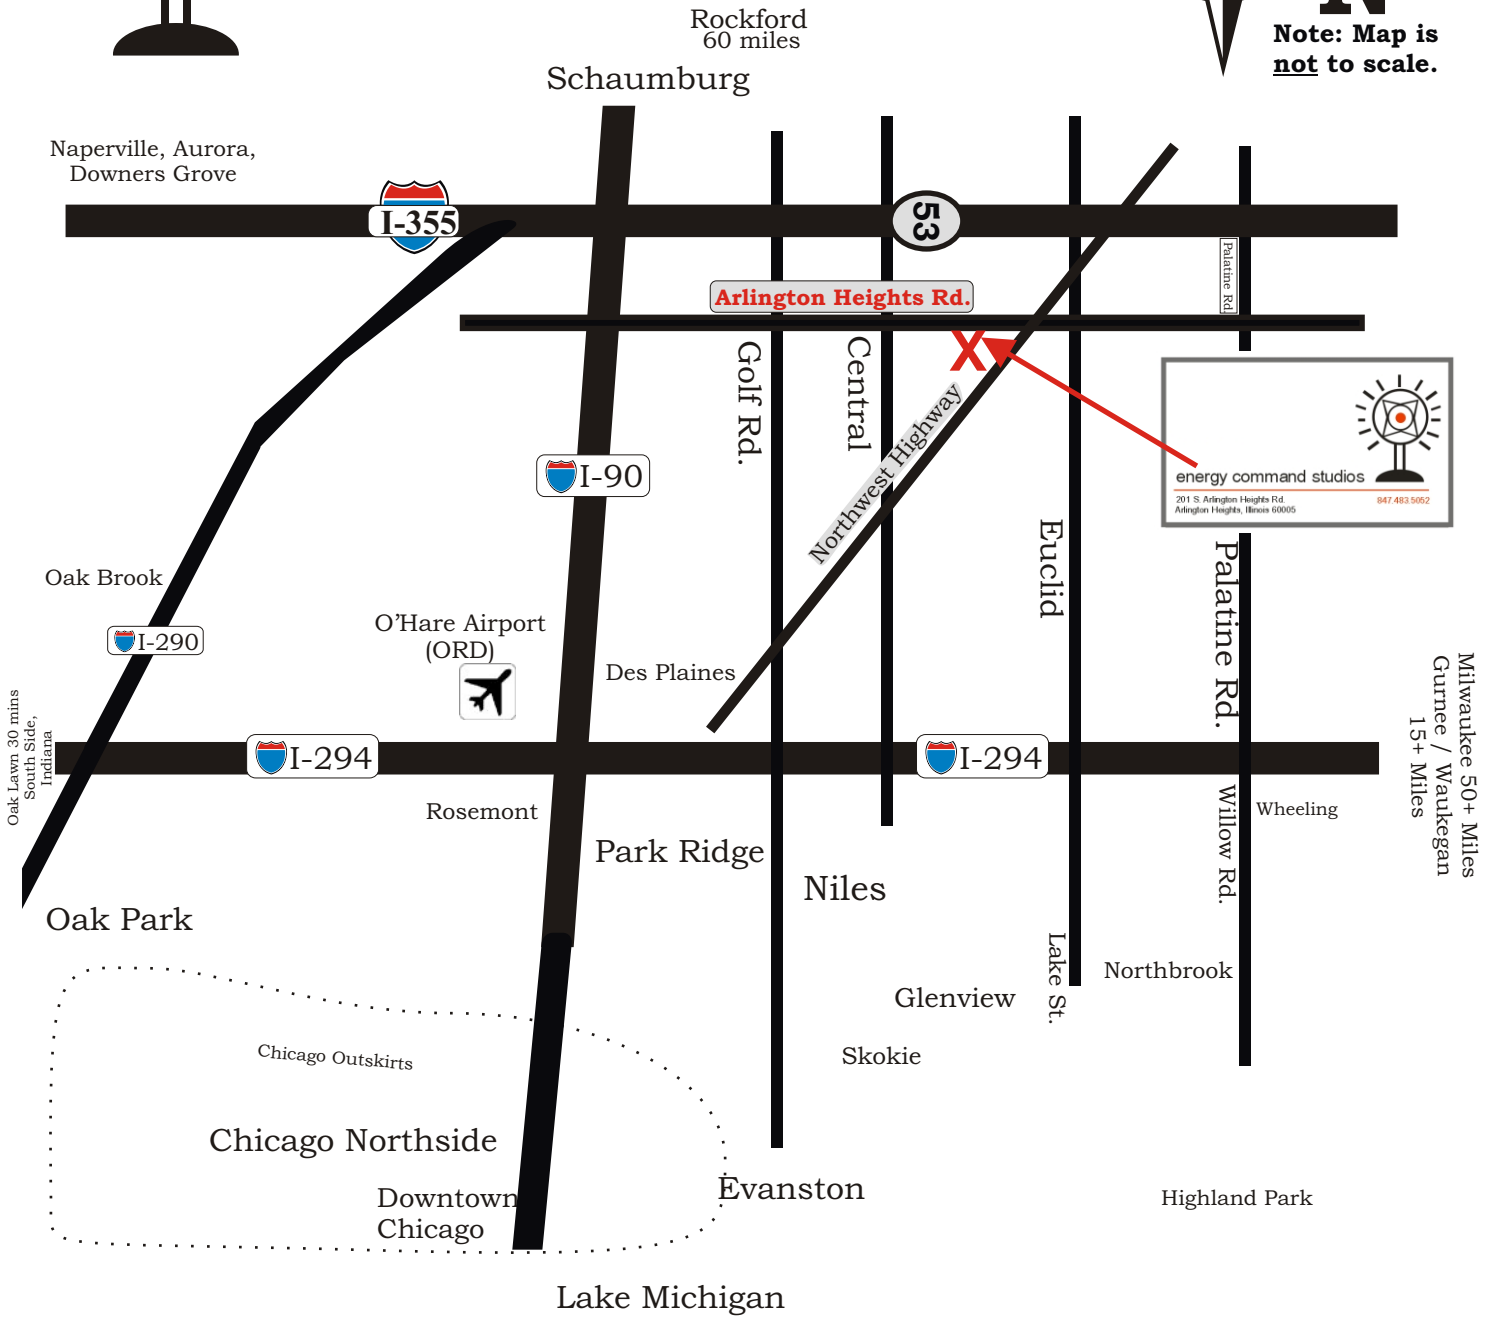 Rockford
60 miles
N
Note: Map is
not to scale.
Schaumburg
Naperville, Aurora,
Downers Grove
I-355
53
Palatine Rd.
Arlington Heights Rd.
X
Golf Rd.
Central
Northwest Highway
I-90
energy command studios
201 S. Arlington Heights Rd.
Arlington Heights, Illinois 60005
847.483.5052
Euclid
Palatine Rd.
Oak Brook
I-290
O'Hare Airport
(ORD)
Des Plaines
Oak Lawn 30 mins
South Side,
Indiana
I-294
I-294
Milwaukee 50+ Miles
Gurnee / Waukegan
15+ Miles
Rosemont
Park Ridge
Niles
Willow Rd.
Wheeling
Oak Park
Lake St.
Northbrook
Glenview
Skokie
Chicago Outskirts
Chicago Northside
Downtown
Chicago
Evanston
Highland Park
Lake Michigan